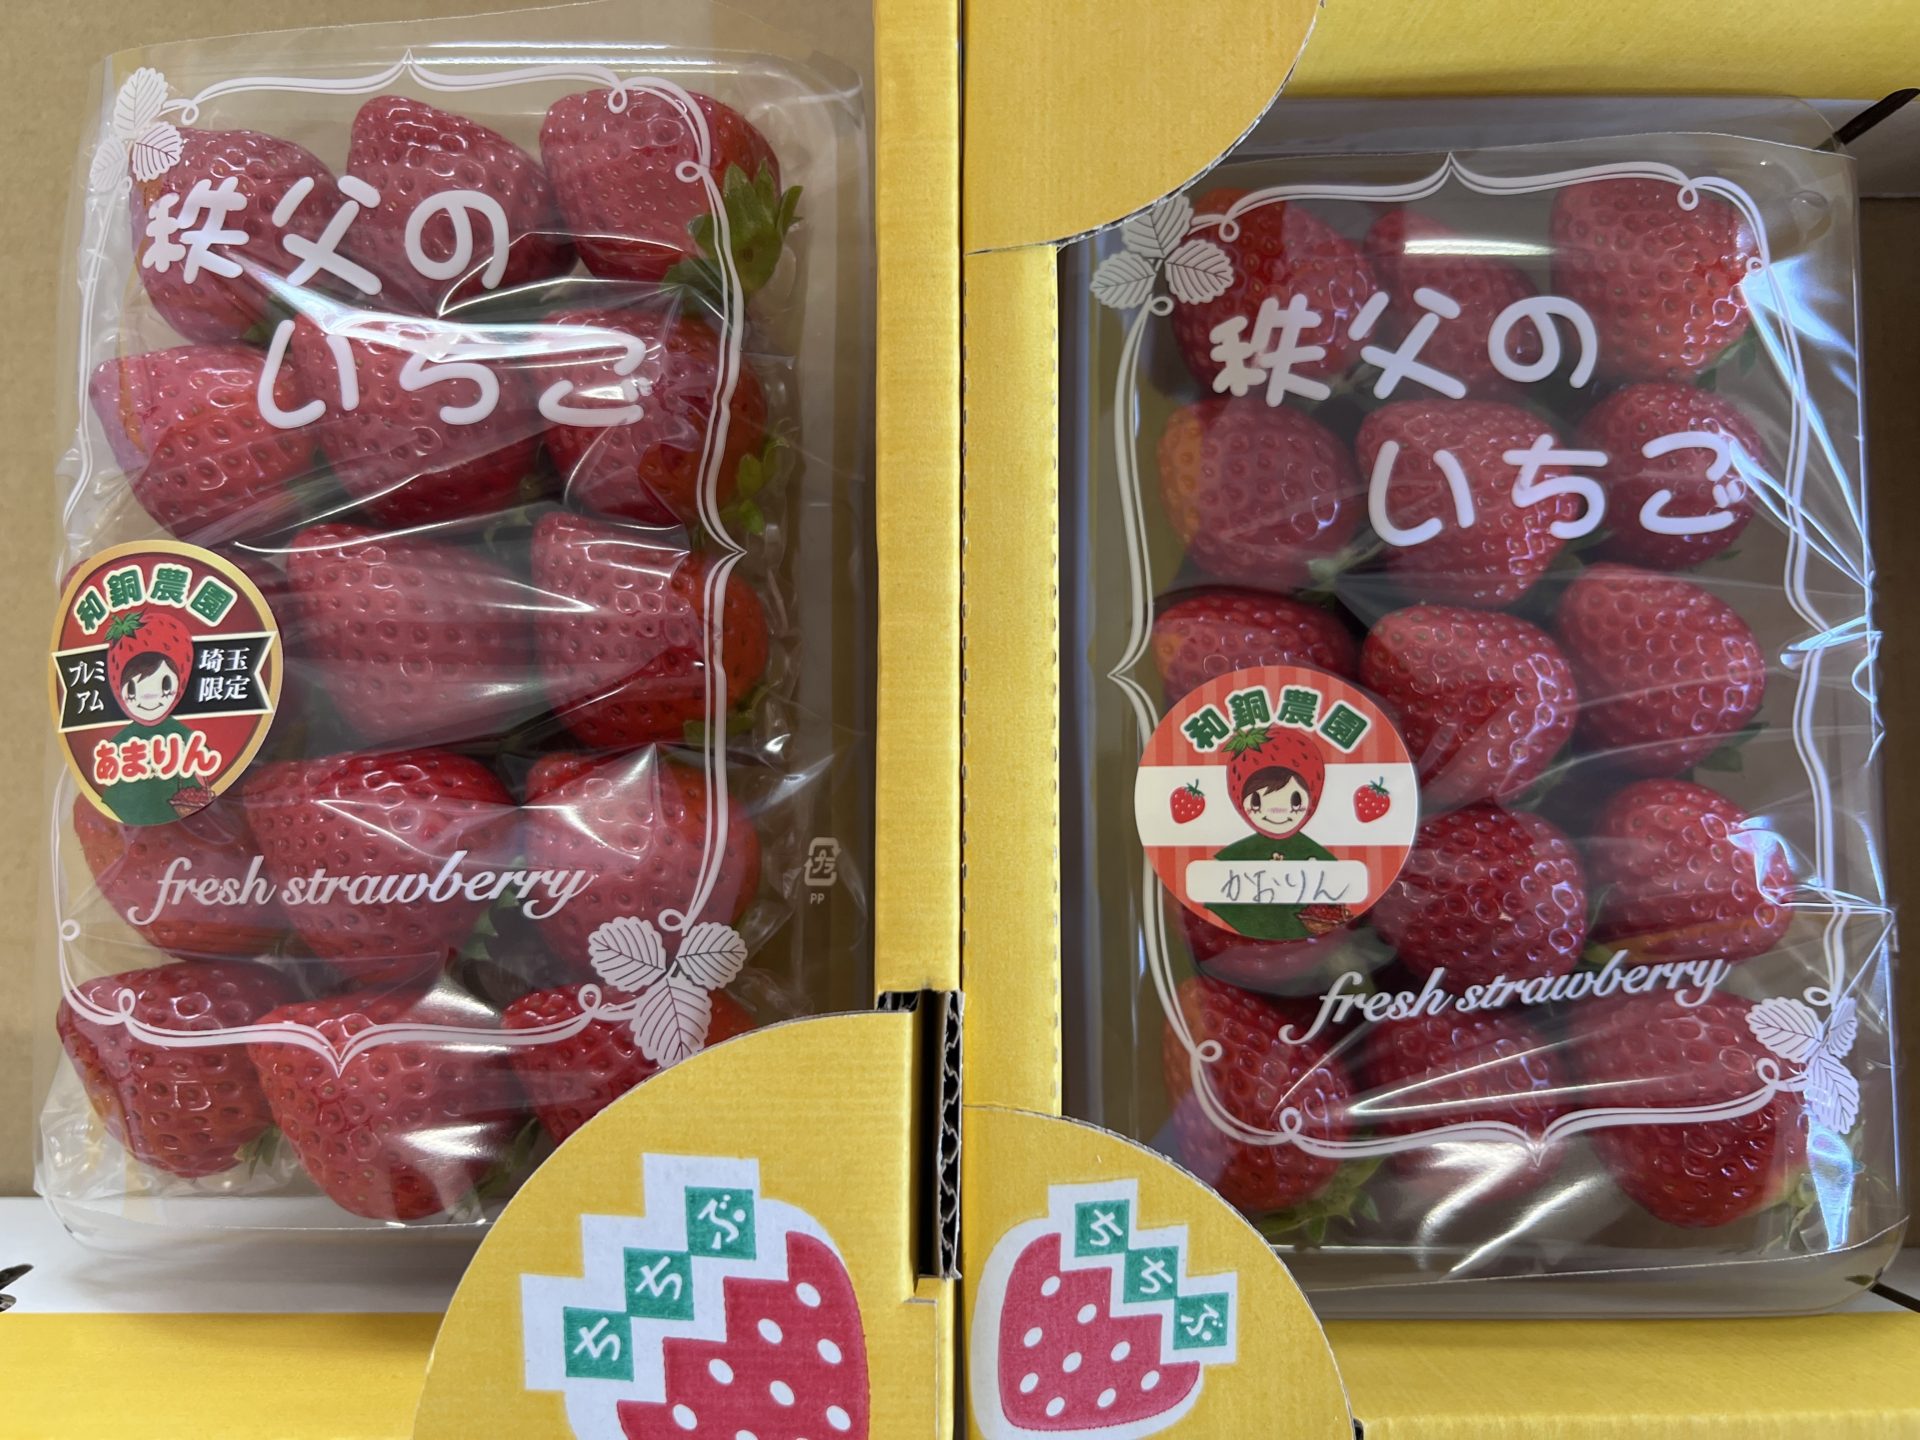 秩父の
いちご
和銅農園
プレミアム
埼玉限定
あまりん
fresh strawberry
プラ
PP
ちちぶ
秩父の
いちご
和銅農園
かおりん
fresh strawberry
ちちぶ